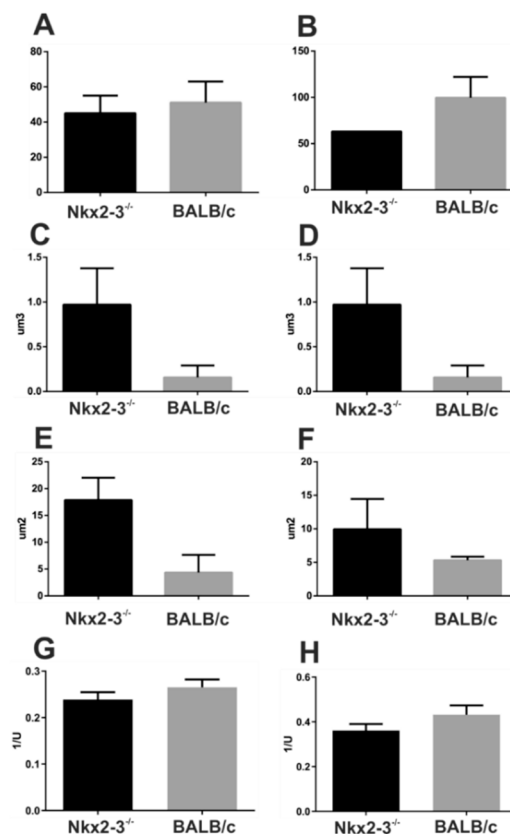 A
B
60
40
20
0
Nkx2-3-/-
BALB/c
150
100
50
0
Nkx2-3-/-
BALB/c
C
D
um3
1.5
1.0
0.5
0.0
Nkx2-3-/-
BALB/c
um3
1.5
1.0
0.5
0.0
Nkx2-3-/-
BALB/c
E
F
um2
25
20
15
10
5
0
Nkx2-3-/-
BALB/c
um2
20
15
10
5
0
Nkx2-3-/-
BALB/c
G
H
1/U
0.3
0.2
0.1
0.0
Nkx2-3-/-
BALB/c
1/U
0.6
0.4
0.2
0.0
Nkx2-3-/-
BALB/c